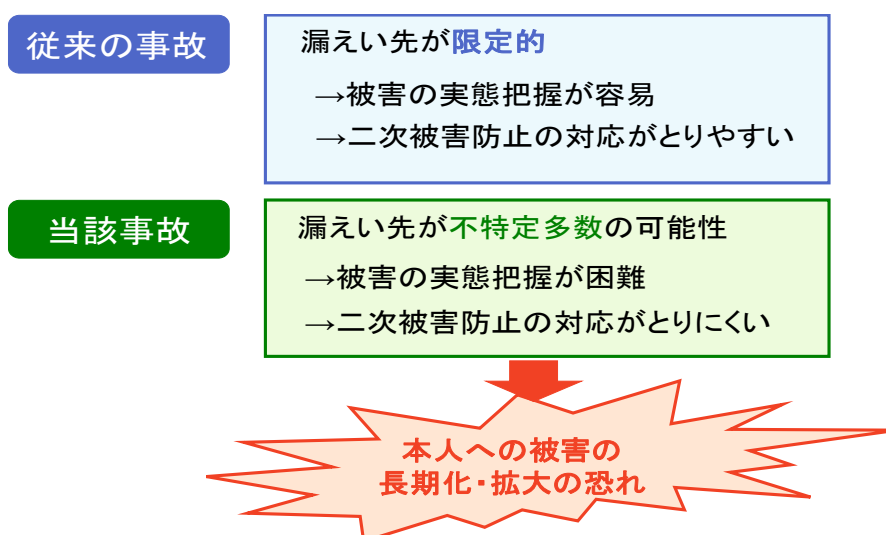 従来の事故
漏えい先が限定的
→被害の実態把握が容易
→二次被害防止の対応がとりやすい
当該事故
漏えい先が不特定多数の可能性
→被害の実態把握が困難
→二次被害防止の対応がとりにくい
本人への被害の
長期化・拡大の恐れ